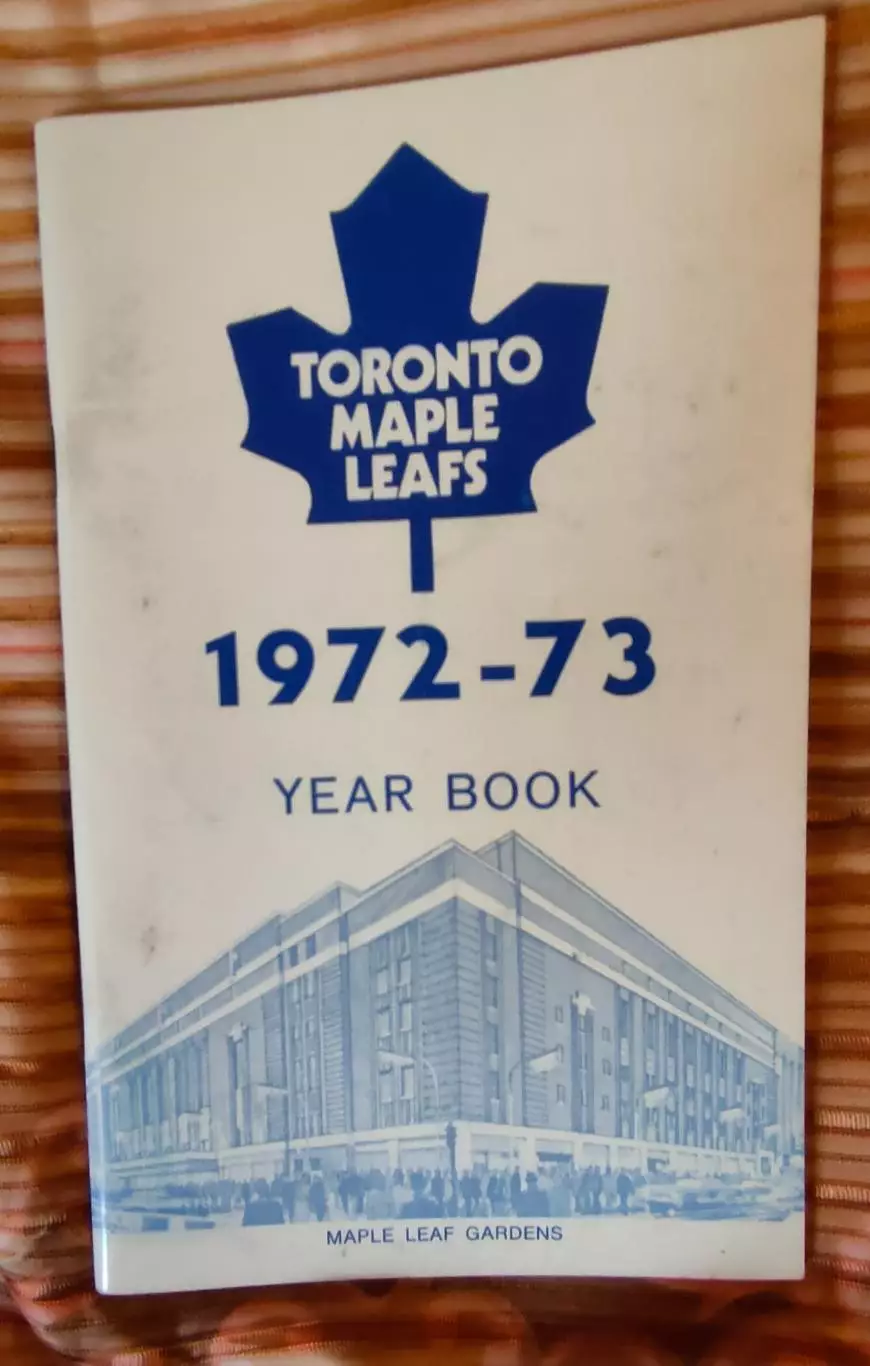 TORONTO
MAPLE
LEAFS
1972-73
YEAR BOOK
MAPLE LEAF GARDENS